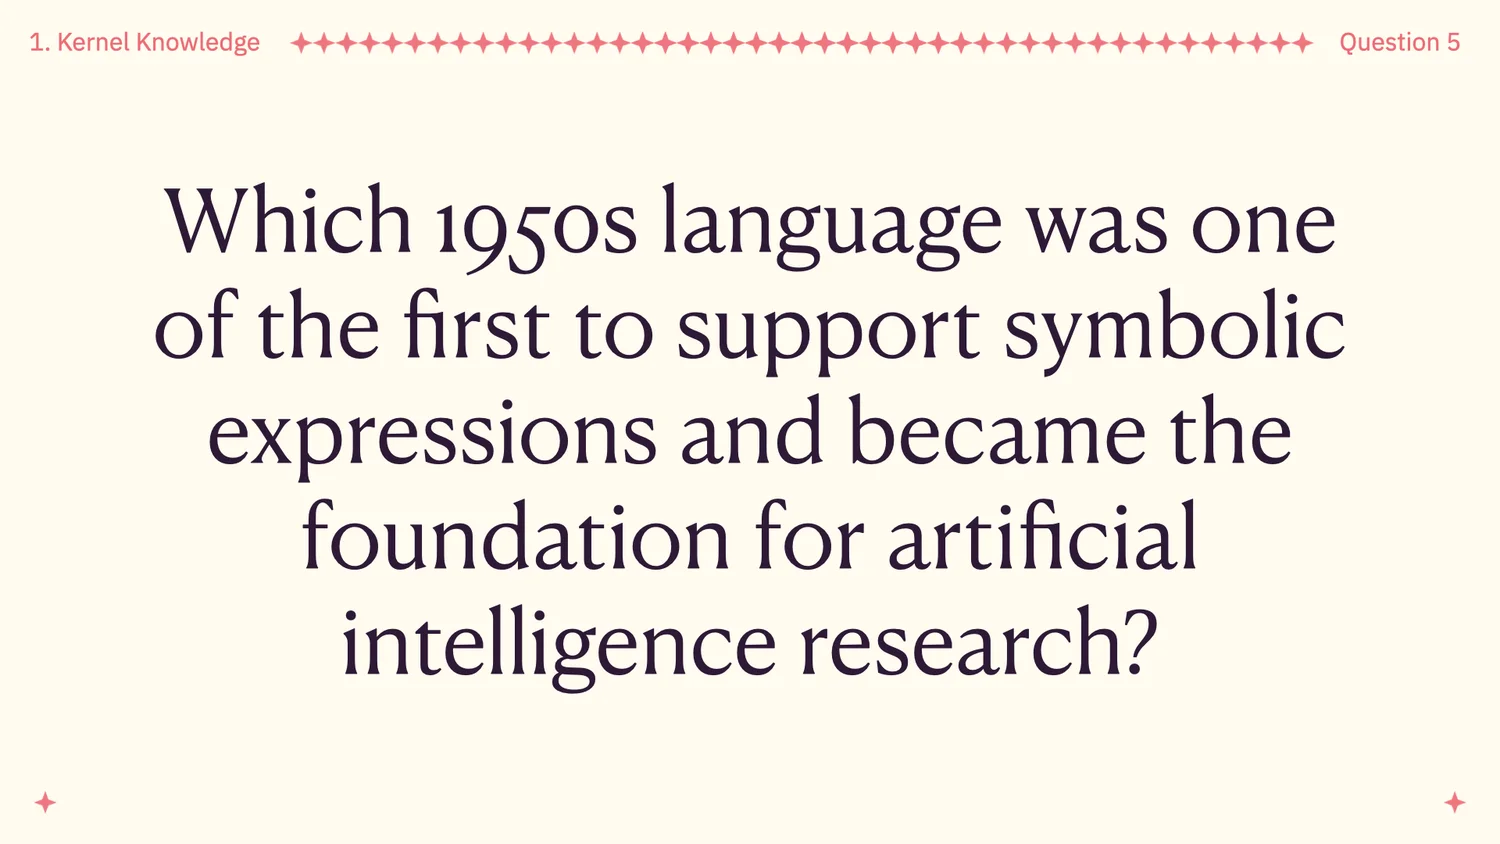 1. Kernel Knowledge
Question 5
Which 1950s language was one
of the first to support symbolic
expressions and became the
foundation for artificial
intelligence research?